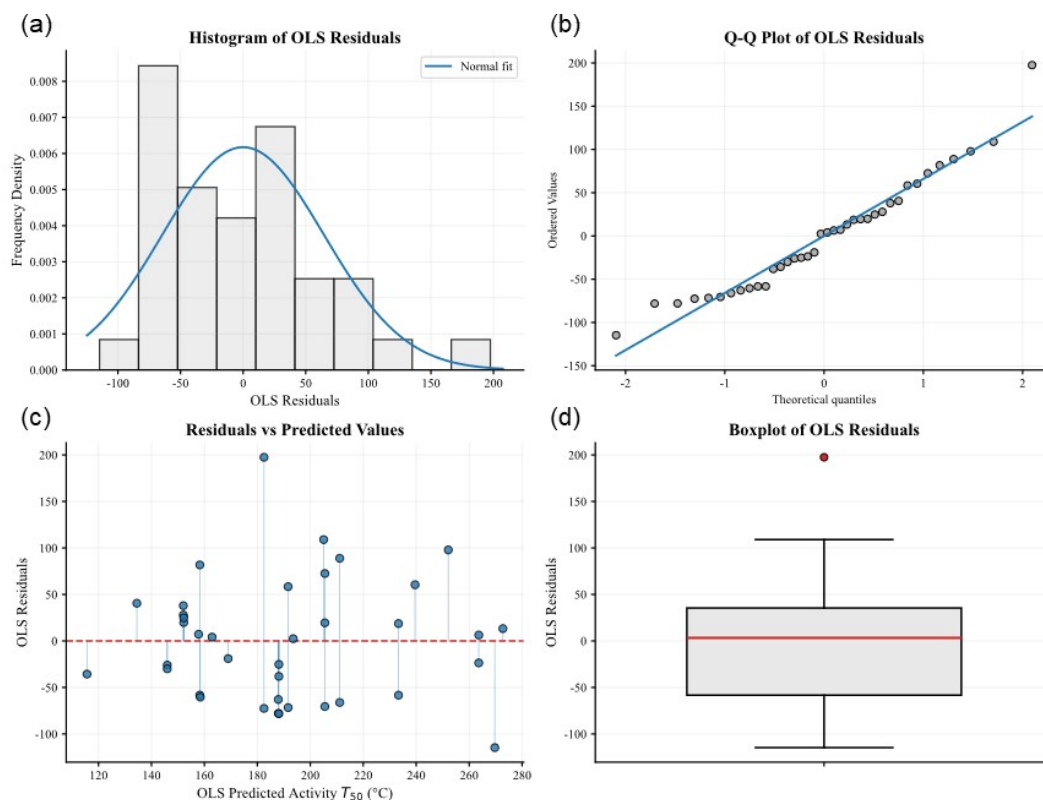 (a)
Histogram of OLS Residuals
Normal fit
0.008
0.007
0.006
0.005
0.004
0.003
0.002
0.001
0.000
Frequency Density
-100 -50 0 50 100 150 200
OLS Residuals
(b)
Q-Q Plot of OLS Residuals
200
150
100
50
0
-50
-100
-150
Ordered Values
-2 -1 0 1 2
Theoretical quantiles
(c)
Residuals vs Predicted Values
200
150
100
50
0
-50
-100
OLS Residuals
120 140 160 180 200 220 240 260 280
OLS Predicted Activity T50 (°C)
(d)
Boxplot of OLS Residuals
200
150
100
50
0
-50
-100
OLS Residuals